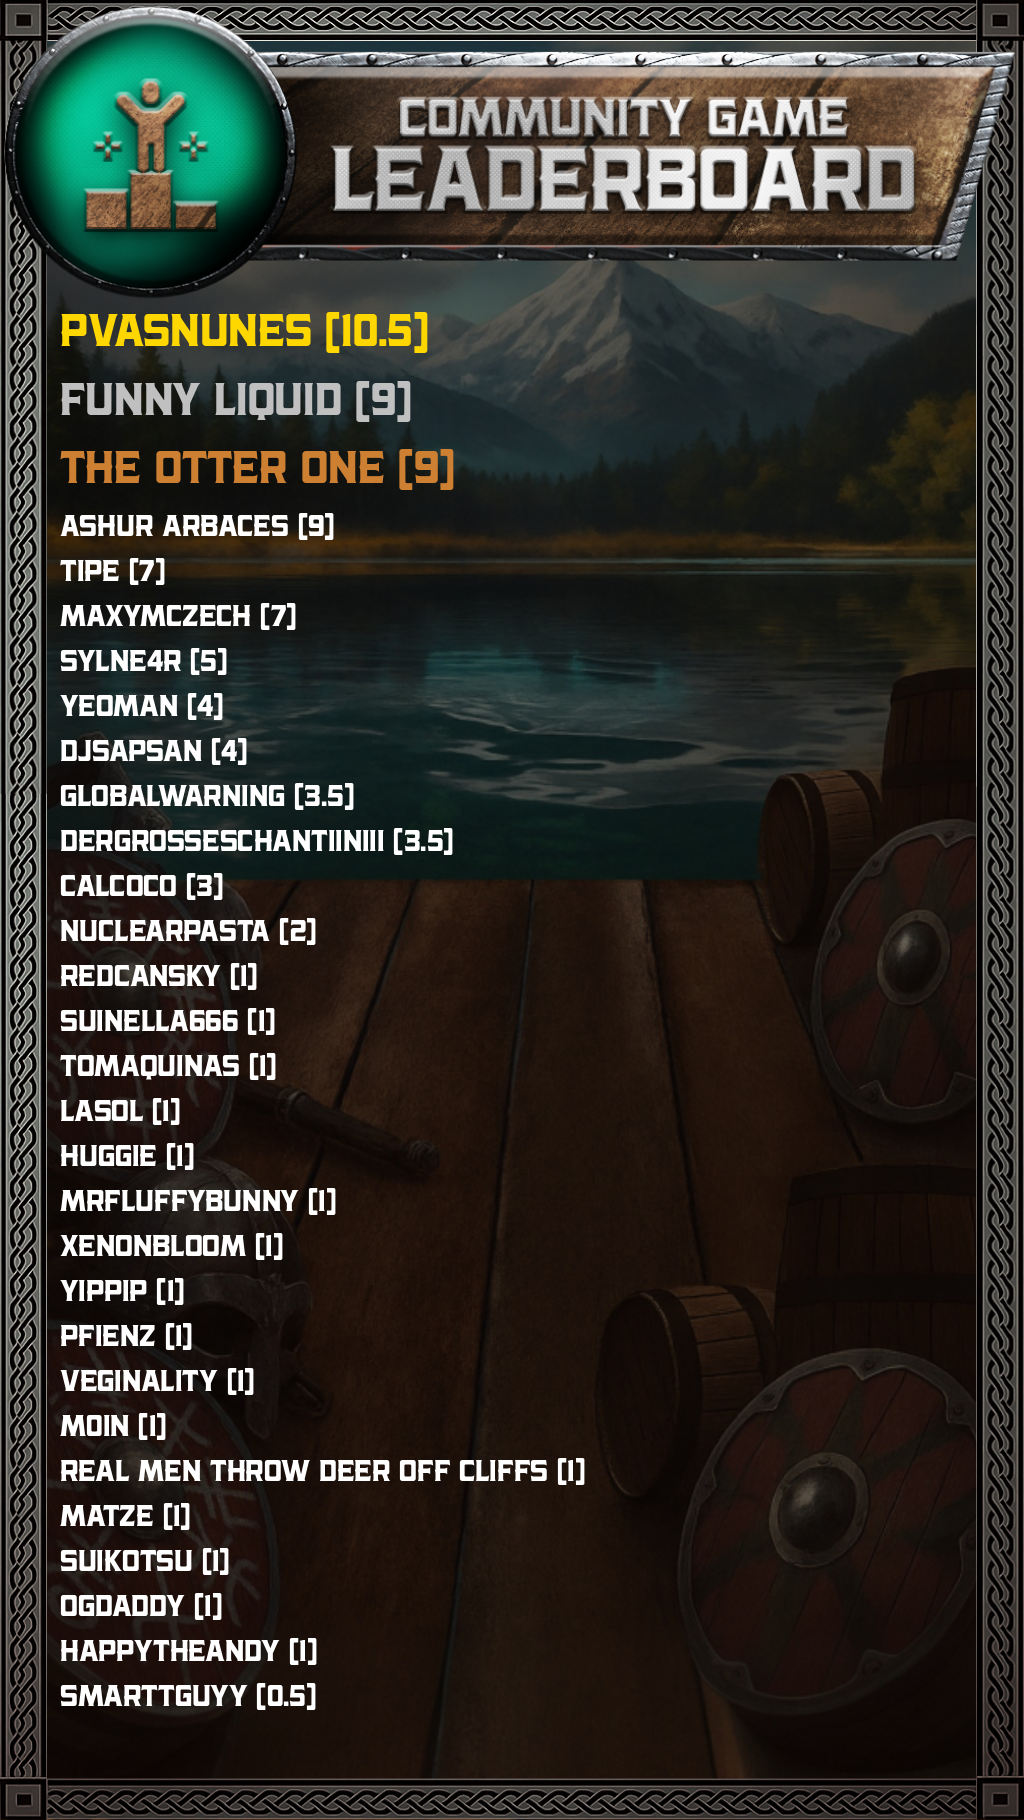 COMMUNITY GAME
LEADERBOARD
PVASNUNES [10.5]
FUNNY LIQUID [9]
THE OTTER ONE [9]
ASHUR ARBACES [9]
TIPE [7]
MAXYMCZECH [7]
SYLNE4R [5]
YEOMAN [4]
DJSAPSAN [4]
GLOBALWARNING [3.5]
DERGROSSESCHANTIINIII [3.5]
CALCOCO [3]
NUCLEARPASTA [2]
REDCANSKY [1]
SUINELLA666 [1]
TOMAQUINAS [1]
LASOL [1]
HUGGIE [1]
MRFLUFFYBUNNY [1]
XENONBLOOM [1]
YIPPIP [1]
PFIENZ [1]
VEGINALITY [1]
MOIN [1]
REAL MEN THROW DEER OFF CLIFFS [1]
MATZE [1]
SUIKOTSU [1]
OGDADDY [1]
HAPPYTHEANDY [1]
SMARTTGUYY [0.5]